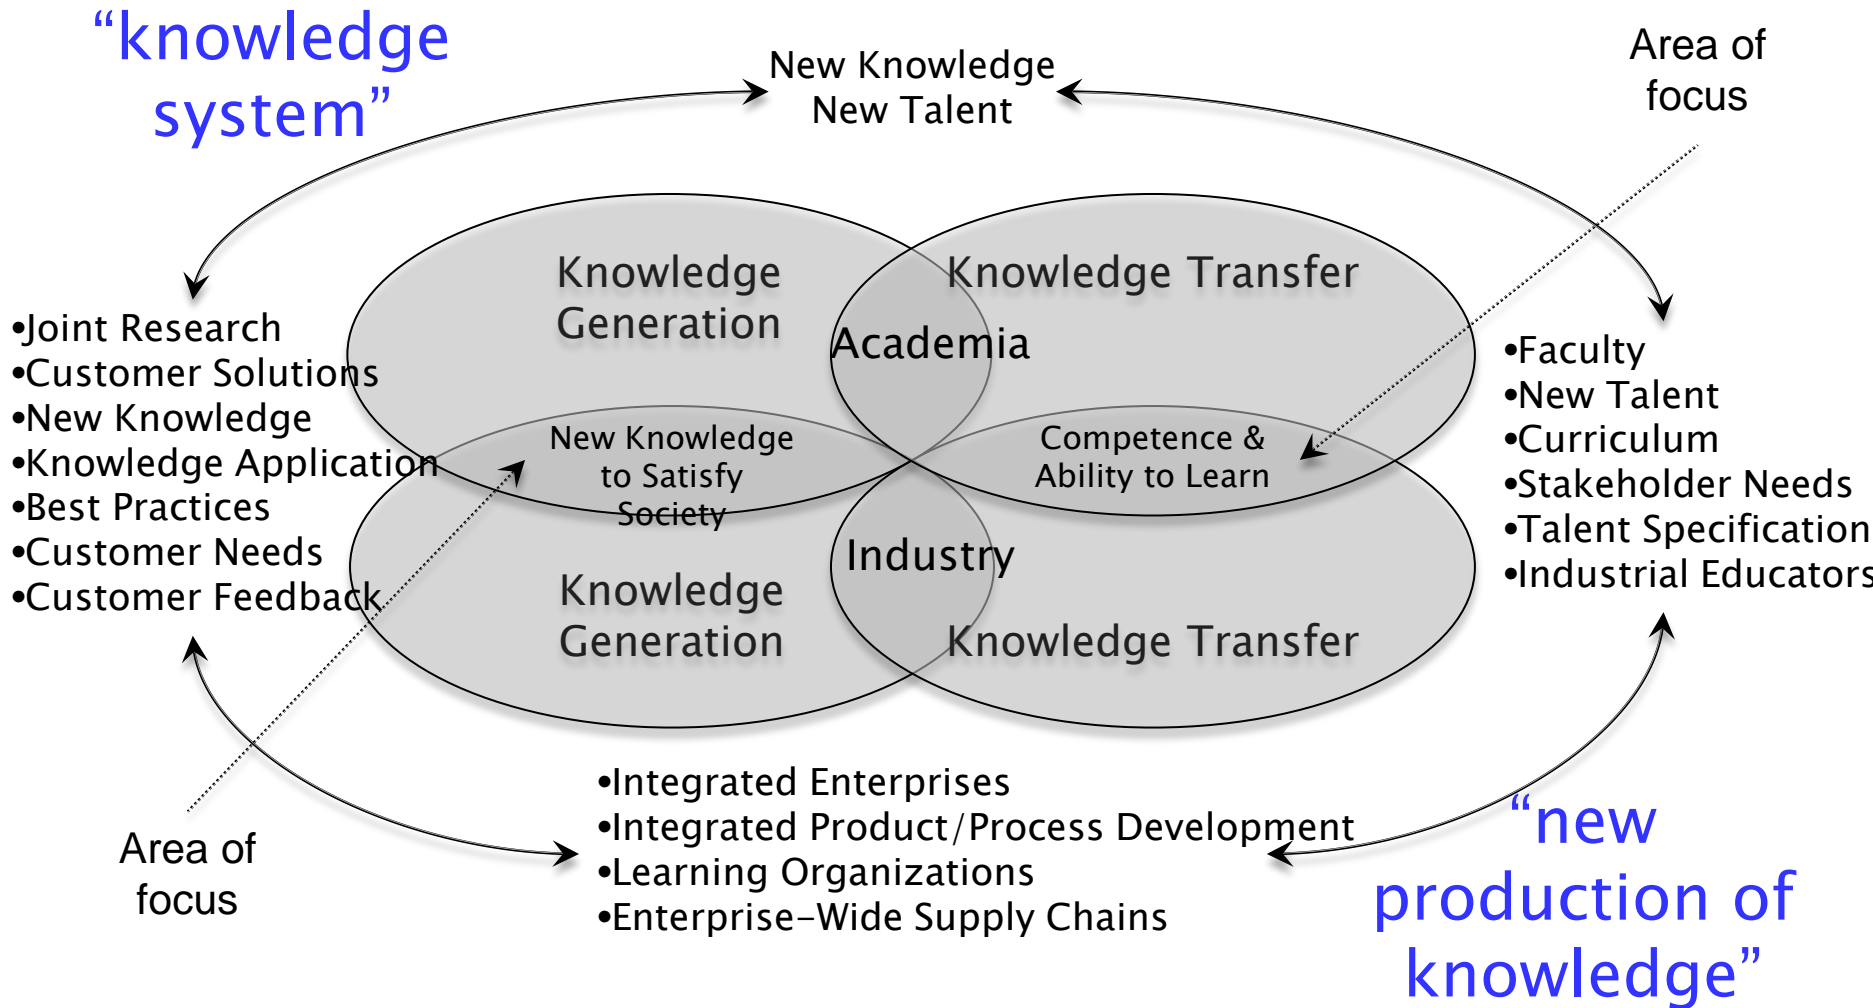 “knowledge
system”
New Knowledge
New Talent
Area of
focus
Knowledge
Generation
Knowledge Transfer
Academia
•Joint Research
•Customer Solutions
•New Knowledge
•Knowledge Application
•Best Practices
•Customer Needs
•Customer Feedback
New Knowledge
to Satisfy
Society
Competence &
Ability to Learn
•Faculty
•New Talent
•Curriculum
•Stakeholder Needs
•Talent Specification
•Industrial Educators
Industry
Knowledge
Generation
Knowledge Transfer
Area of
focus
•Integrated Enterprises
•Integrated Product/Process Development
•Learning Organizations
•Enterprise-Wide Supply Chains
“new
production of
knowledge”